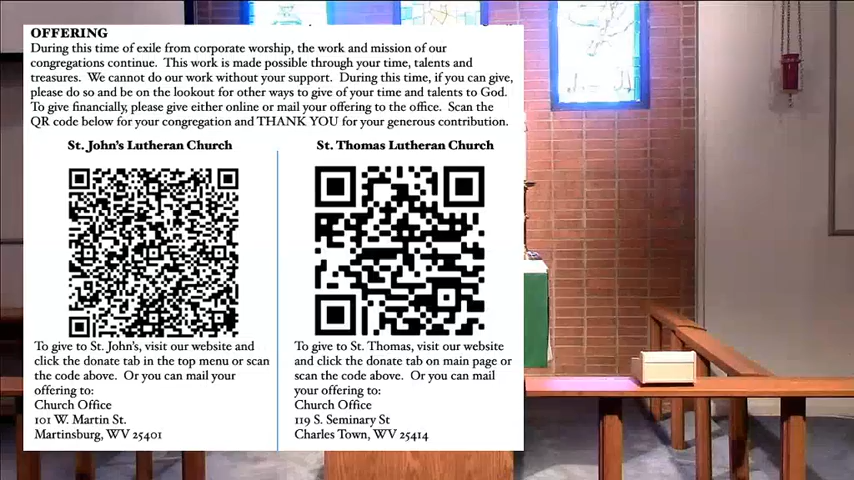 OFFERING
During this time of exile from corporate worship, the work and mission of our
congregations continue. This work is made possible through your time, talents and
treasures. We cannot do our work without your support. During this time, if you can give,
please do so and be on the lookout for other ways to give of your time and talents to God.
To give financially, please give either online or mail your offering to the office. Scan the
QR code below for your congregation and THANK YOU for your generous contribution.
St. John's Lutheran Church
To give to St. John's, visit our website and
click the donate tab in the top menu or scan
the code above. Or you can mail your
offering to:
Church Office
101 W. Martin St.
Martinsburg, WV 25401
St. Thomas Lutheran Church
To give to St. Thomas, visit our website
and click the donate tab on main page or
scan the code above. Or you can mail
your offering to:
Church Office
119 S. Seminary St
Charles Town, WV 25414